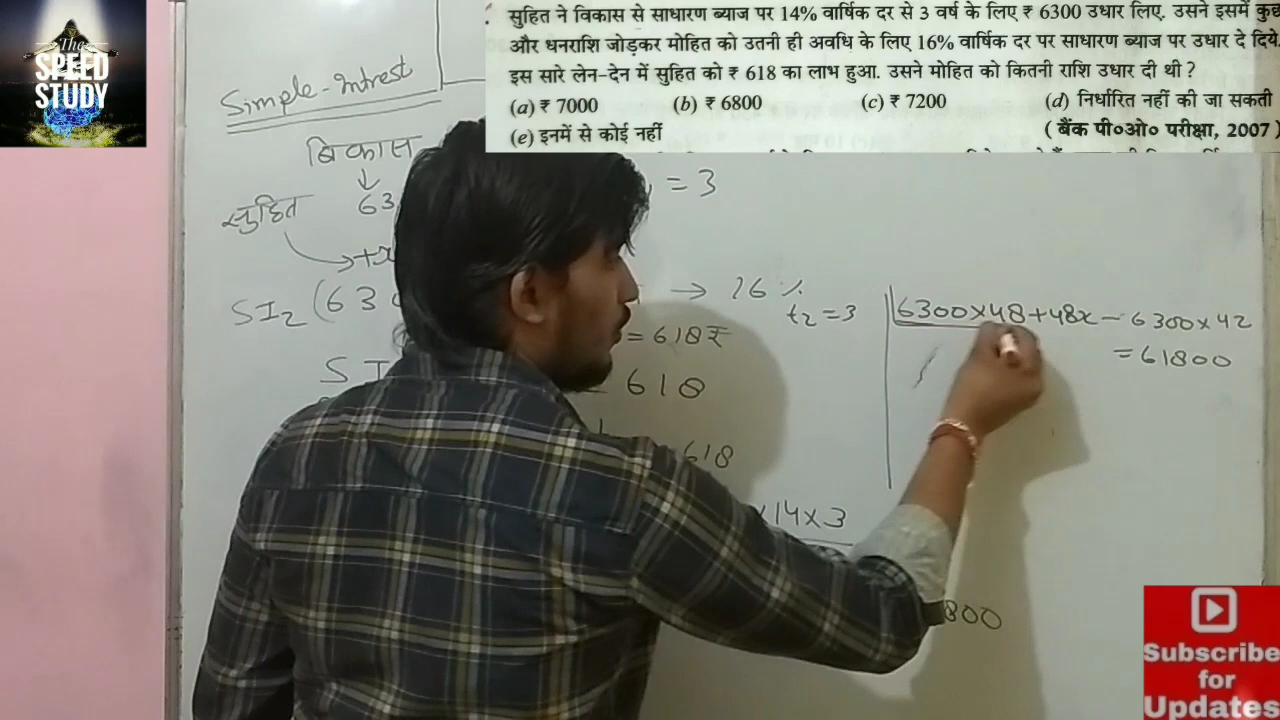 The
SPEED
STUDY
सुहित ने विकास से साधारण ब्याज पर 14% वार्षिक दर से 3 वर्ष के लिए ₹ 6300 उधार लिए. उसने इसमें कुछ
और धनराशि जोड़कर मोहित को उतनी ही अवधि के लिए 16% वार्षिक दर पर साधारण ब्याज पर उधार दे दिये.
इस सारे लेन-देन में सुहित को ₹ 618 का लाभ हुआ. उसने मोहित को कितनी राशि उधार दी थी ?
(a) ₹ 7000 (b) ₹ 6800 (c) ₹ 7200 (d) निर्धारित नहीं की जा सकती
(e) इनमें से कोई नहीं ( बैंक पी०ओ० परीक्षा, 2007 )
Simple-Intrest
बिकास
= 3
सुहित 63
+x
SI₂ (630 → 16 %
t₂ = 3
= 618₹
SI 618
618
×14×3
800
6300×48+48x - 6300×42
= 61800
Subscribe
for
Updates